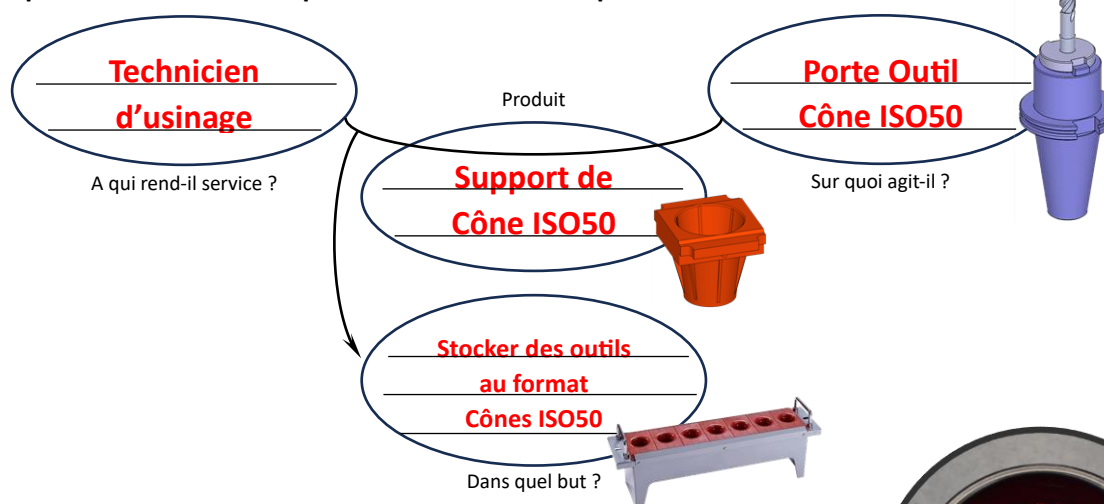 Technicien
d'usinage
A qui rend-il service ?
Produit
Support de
Cône ISO50
Porte Outil
Cône ISO50
Sur quoi agit-il ?
Stocker des outils
au format
Cônes ISO50
Dans quel but ?